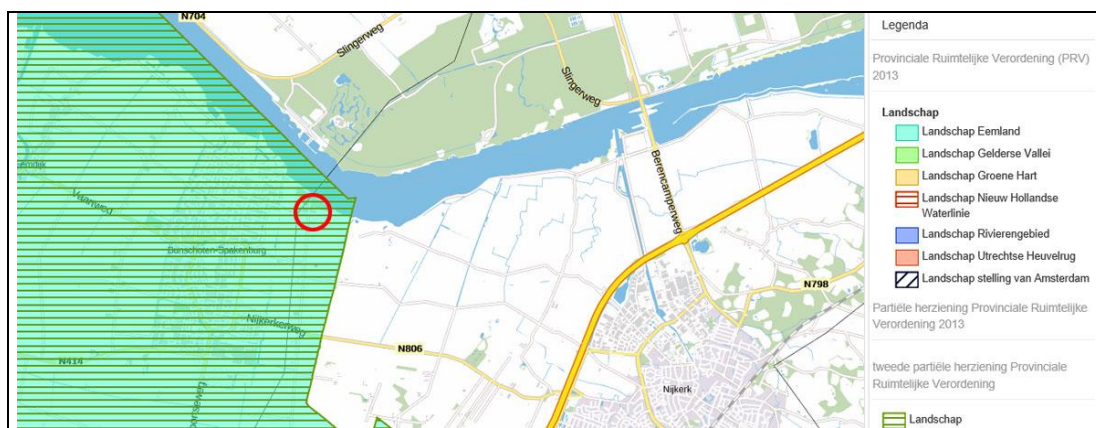 N704
Slingerweg
Slingerweg
Berencamperweg
Vaartweg
Bunschoten-Spakenburg
Nijkerkerweg
N806
N414
N798
Nijkerk
Legenda
Provinciale Ruimtelijke Verordening (PRV)
2013
Landschap
Landschap Eemland
Landschap Gelderse Vallei
Landschap Groene Hart
Landschap Nieuw Hollandse
Waterlinie
Landschap Rivierengebied
Landschap Utrechtse Heuvelrug
Landschap stelling van Amsterdam
Partiële herziening Provinciale Ruimtelijke
Verordening 2013
tweede partiële herziening Provinciale
Ruimtelijke Verordening
Landschap